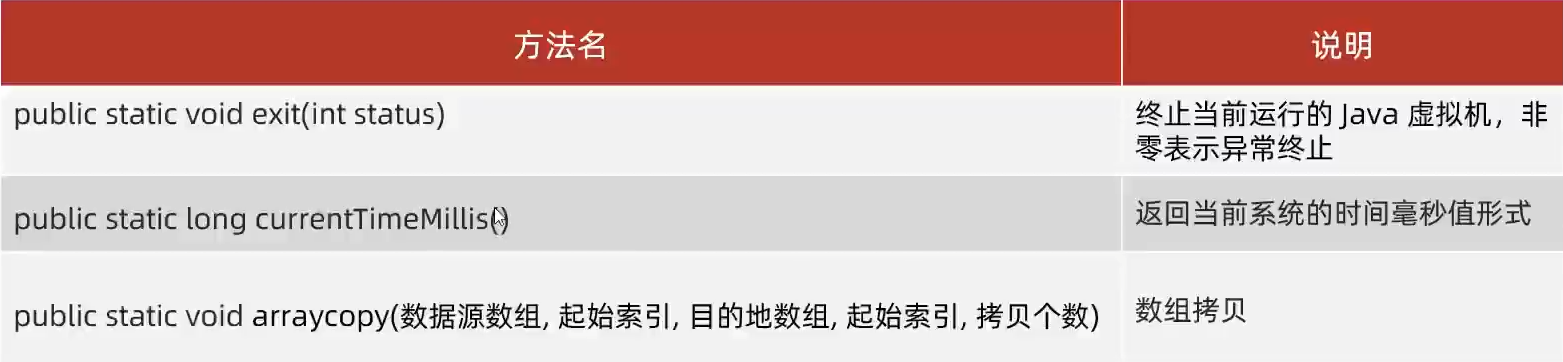 方法名
说明
public static void exit(int status)
终止当前运行的 Java 虚拟机，非
零表示异常终止
public static long currentTimeMillis()
返回当前系统的时间毫秒值形式
public static void arraycopy(数据源数组, 起始索引, 目的地数组, 起始索引, 拷贝个数)
数组拷贝